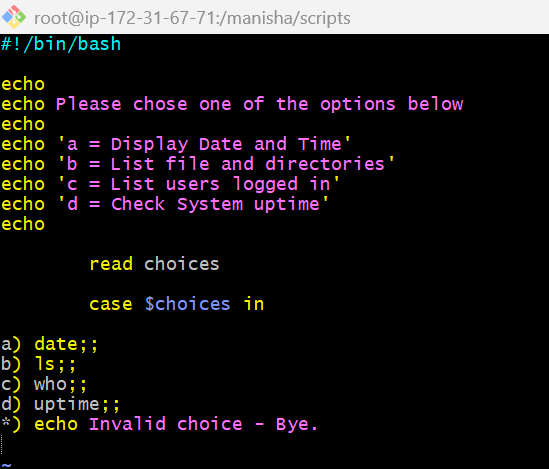 root@ip-172-31-67-71:/manisha/scripts
#!/bin/bash
echo
echo Please chose one of the options below
echo
echo 'a = Display Date and Time'
echo 'b = List file and directories'
echo 'c = List users logged in'
echo 'd = Check System uptime'
echo
read choices
case $choices in
a) date;;
b) ls;;
c) who;;
d) uptime;;
*) echo Invalid choice - Bye.
~